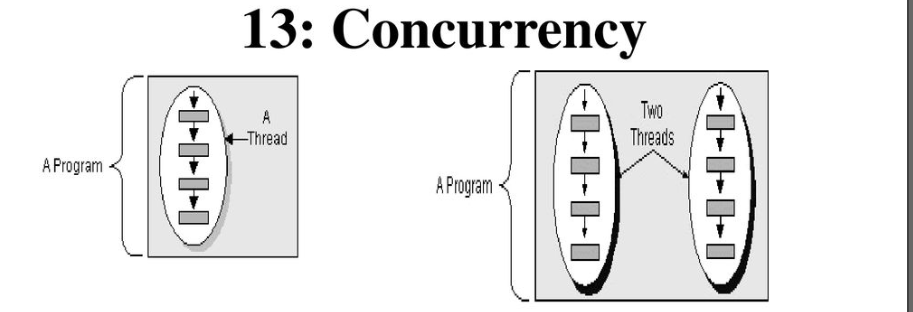 13: Concurrency
A Program
A
Thread
A Program
Two
Threads